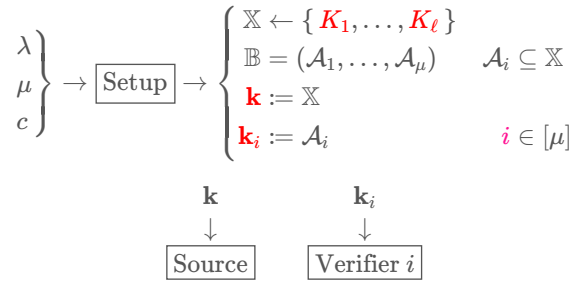 λ
μ
c
} → Setup → {
𝕏 ← { K₁, …, K_ℓ }
𝔹 = (𝒜₁, …, 𝒜_μ) 𝒜ᵢ ⊆ 𝕏
𝐤 := 𝕏
𝐤ᵢ := 𝒜ᵢ i ∈ [μ]
𝐤 𝐤ᵢ
↓ ↓
Source Verifier i